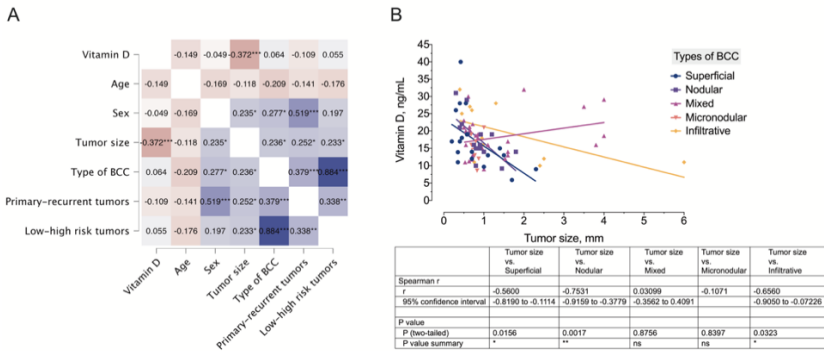 A
Vitamin D -0.149 -0.049 -0.372*** 0.064 -0.109 0.055
Age -0.149 -0.169 -0.118 -0.209 -0.141 -0.176
Sex -0.049 -0.169 0.235* 0.277* 0.519*** 0.197
Tumor size -0.372*** -0.118 0.235* 0.236* 0.252* 0.233*
Type of BCC 0.064 -0.209 0.277* 0.236* 0.379*** 0.884***
Primary-recurrent tumors -0.109 -0.141 0.519*** 0.252* 0.379*** 0.338**
Low-high risk tumors 0.055 -0.176 0.197 0.233* 0.884*** 0.338**
Vitamin D
Age
Sex
Tumor size
Type of BCC
Primary-recurrent tumors
Low-high risk tumors
B
Vitamin D, ng/mL
45
40
35
30
25
20
15
10
5
0
0 1 2 3 4 5 6
Tumor size, mm
Types of BCC
Superficial
Nodular
Mixed
Micronodular
Infiltrative
Tumor size vs. Superficial
Tumor size vs. Nodular
Tumor size vs. Mixed
Tumor size vs. Micronodular
Tumor size vs. Infiltrative
Spearman r
r -0.5600 -0.7531 0.03099 -0.1071 -0.6560
95% confidence interval -0.8190 to -0.1114 -0.9159 to -0.3779 -0.3562 to 0.4091 -0.9050 to -0.07226
P value
P (two-tailed) 0.0156 0.0017 0.8756 0.8397 0.0323
P value summary * ** ns ns *